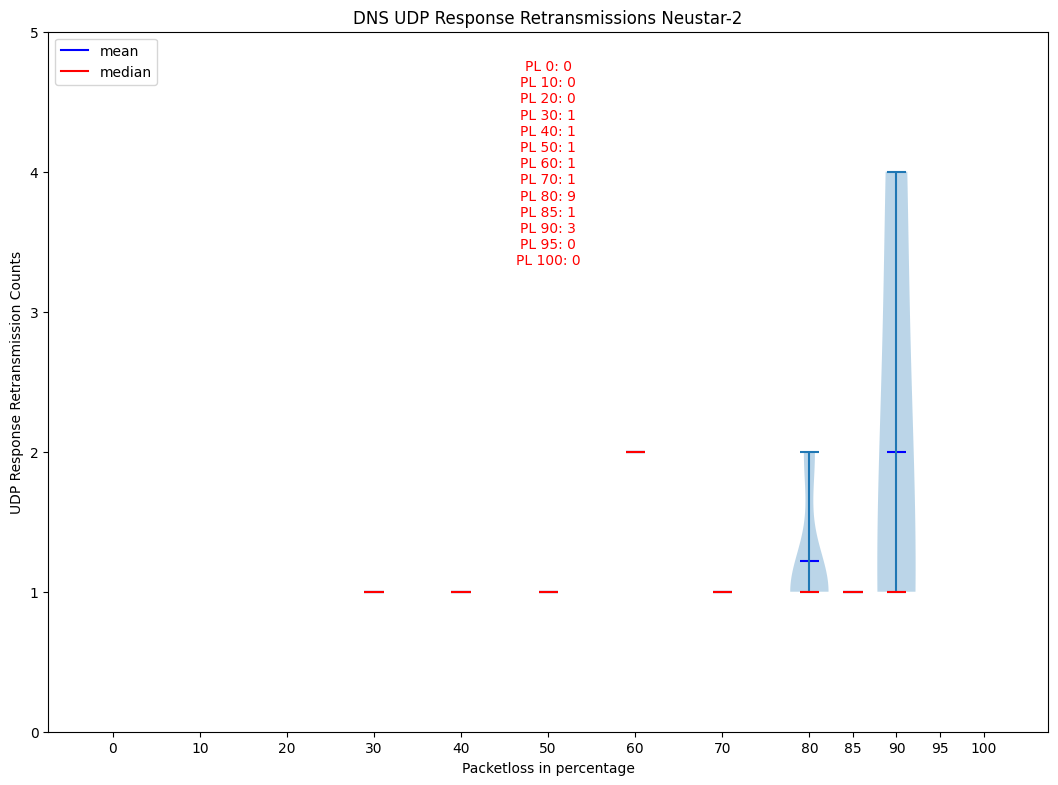 DNS UDP Response Retransmissions Neustar-2
mean
median
PL 0: 0
PL 10: 0
PL 20: 0
PL 30: 1
PL 40: 1
PL 50: 1
PL 60: 1
PL 70: 1
PL 80: 9
PL 85: 1
PL 90: 3
PL 95: 0
PL 100: 0
UDP Response Retransmission Counts
5
4
3
2
1
0
0 10 20 30 40 50 60 70 80 85 90 95 100
Packetloss in percentage